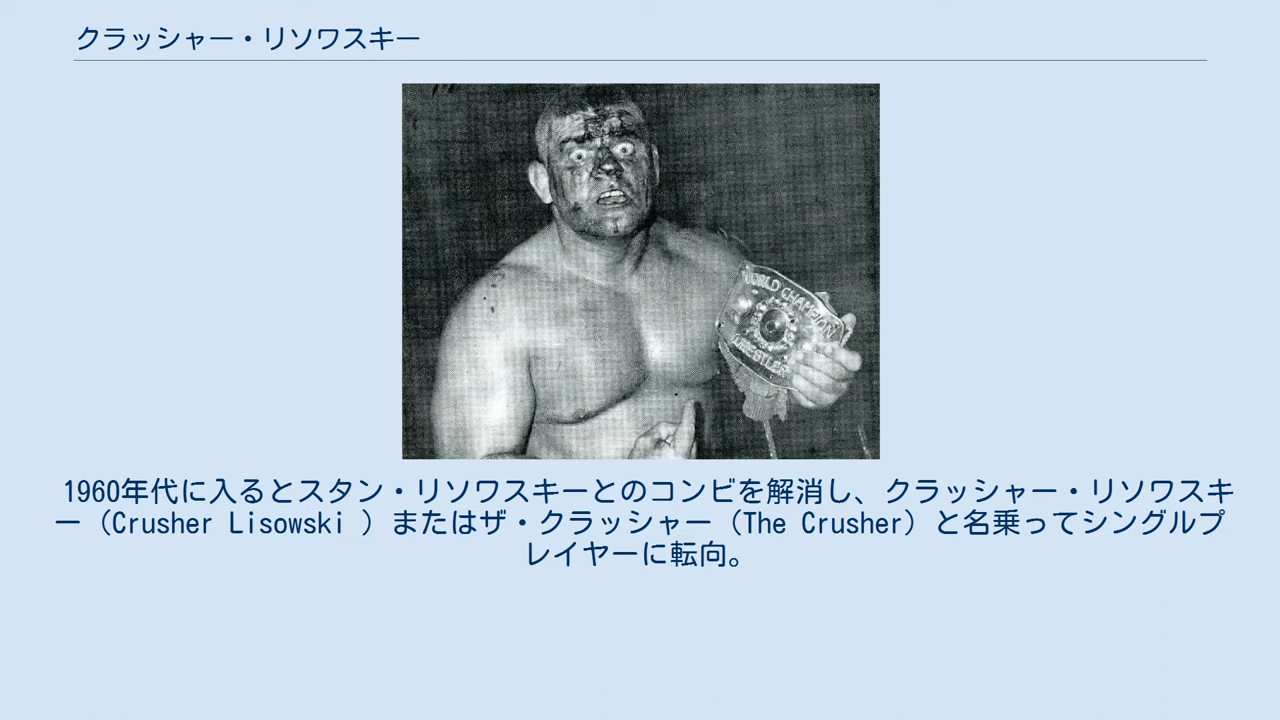 クラッシャー・リソワスキー
WORLD CHAMPION
WRESTLER
1960年代に入るとスタン・リソワスキーとのコンビを解消し、クラッシャー・リソワスキ
ー（Crusher Lisowski ）またはザ・クラッシャー（The Crusher）と名乗ってシングルプ
レイヤーに転向。